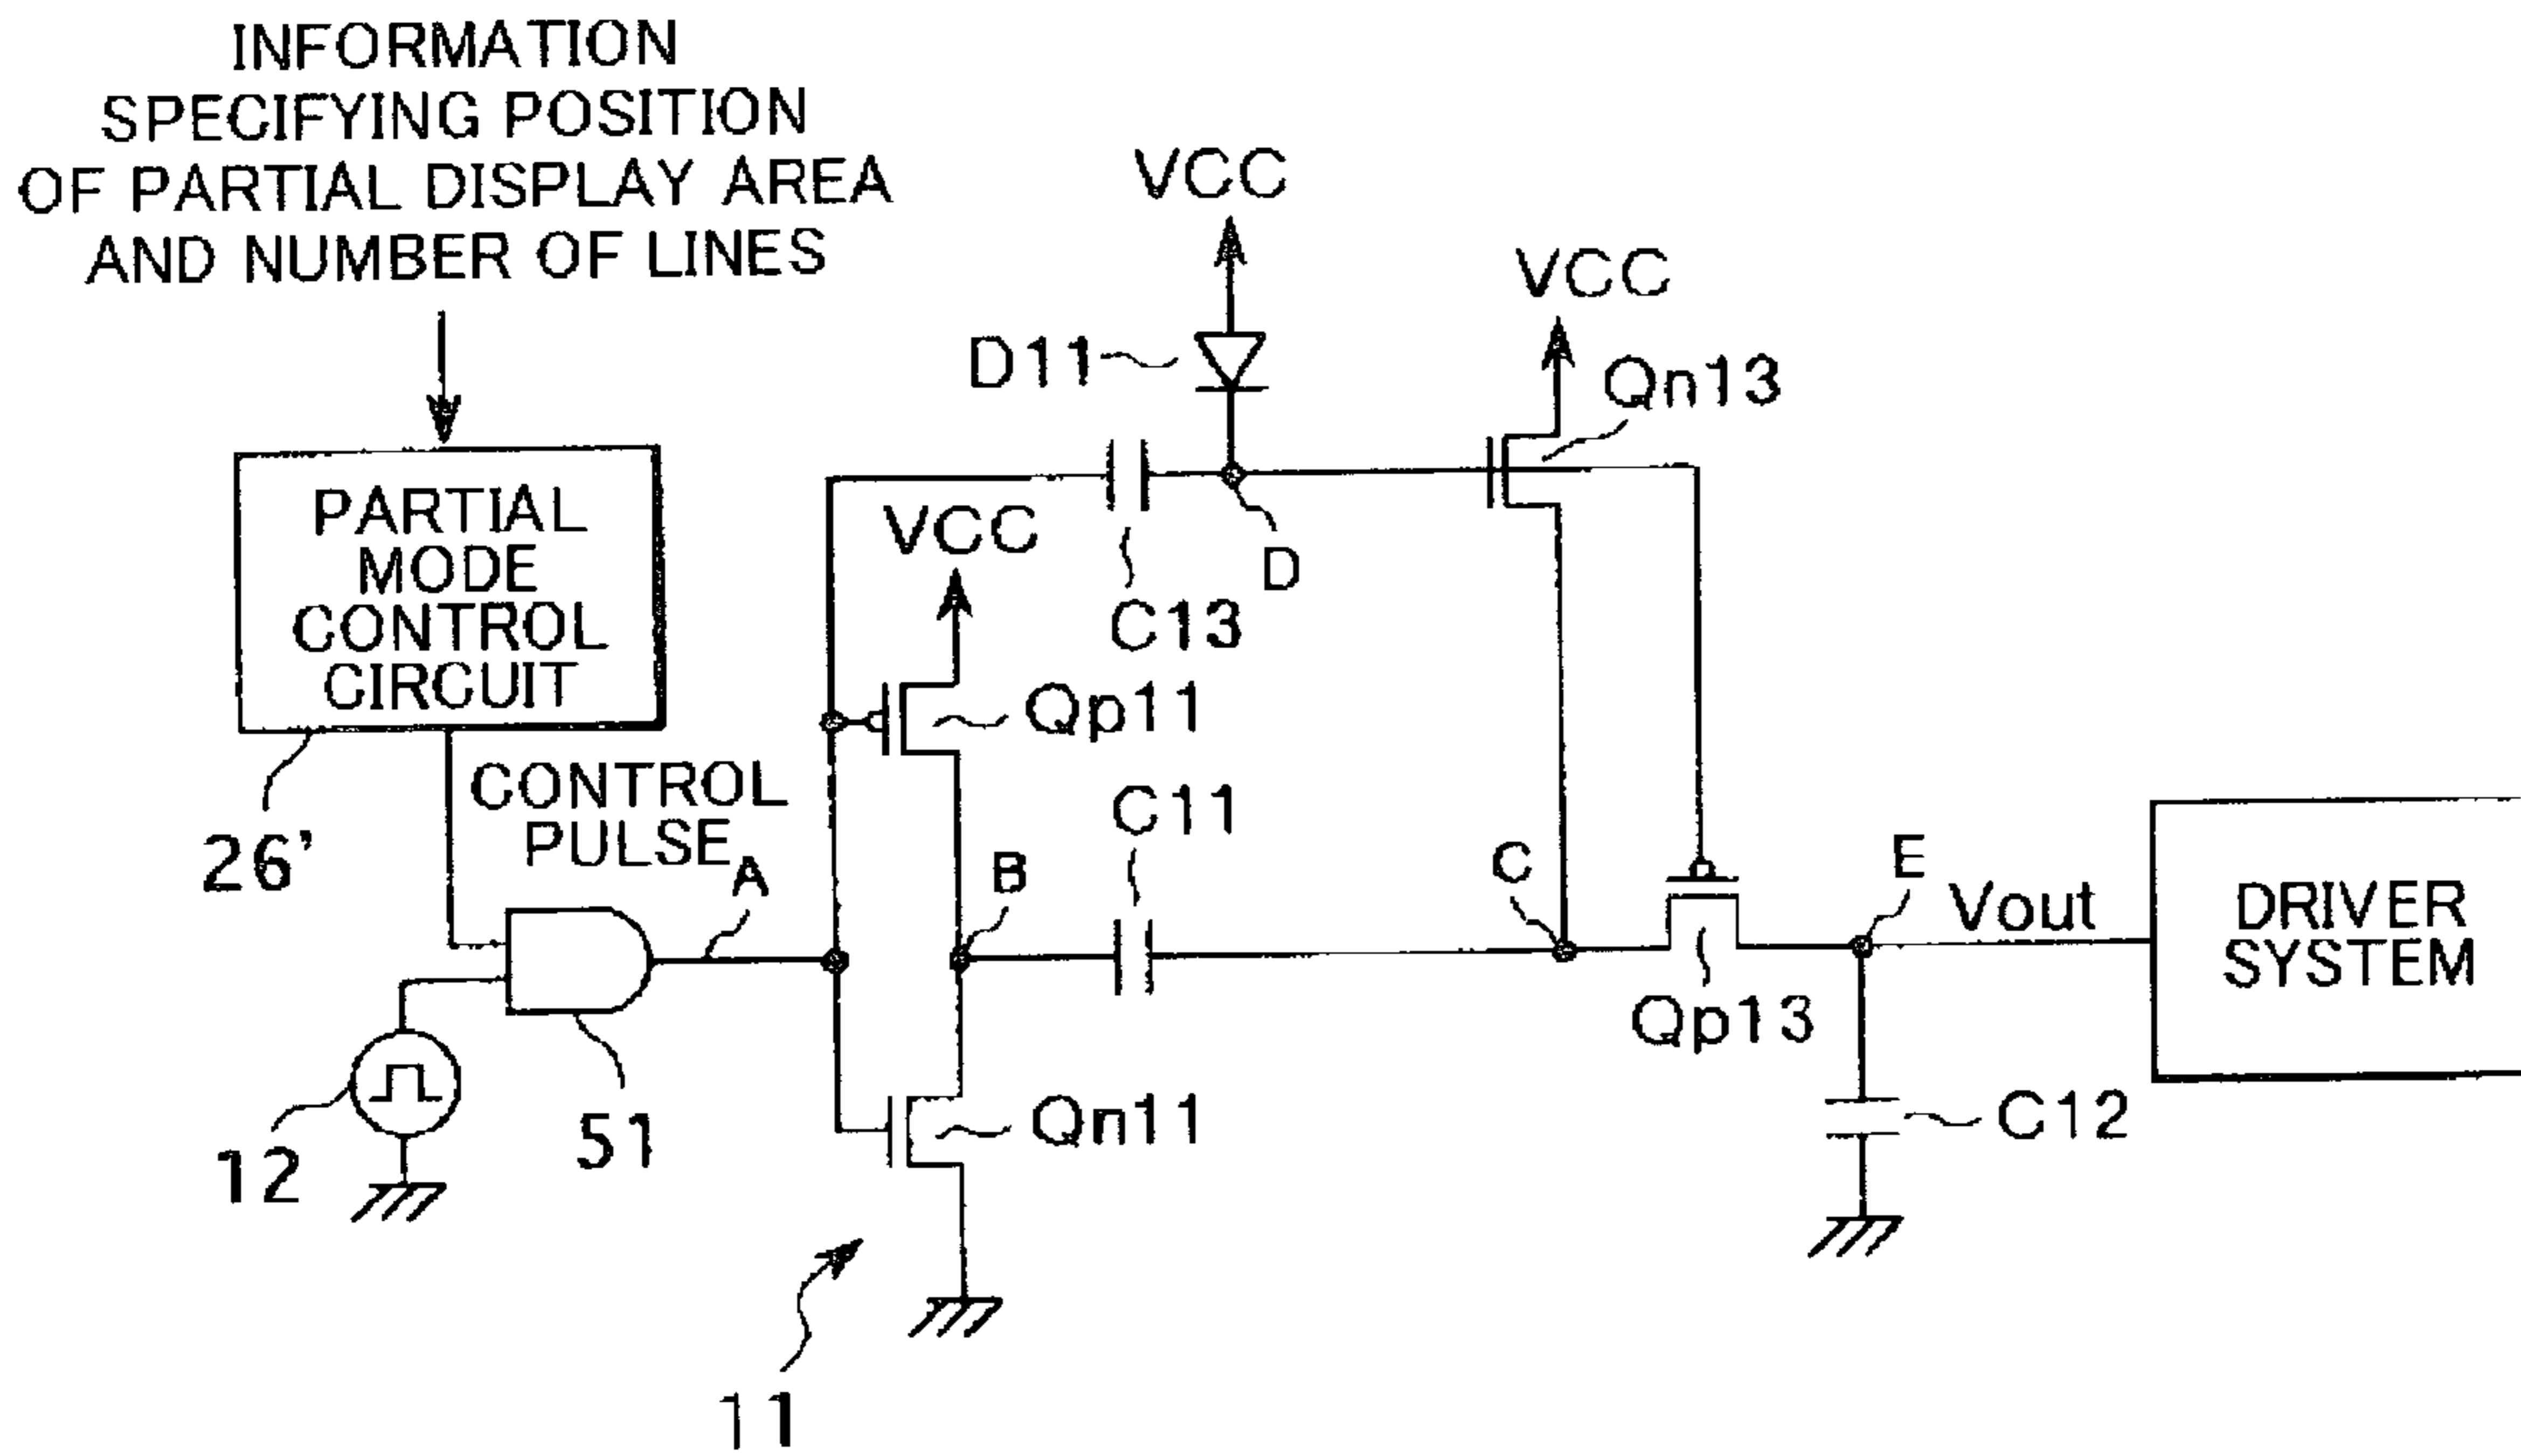 INFORMATION
SPECIFYING POSITION
OF PARTIAL DISPLAY AREA
AND NUMBER OF LINES
VCC
VCC
D11
Qn13
PARTIAL
MODE
CONTROL
CIRCUIT
VCC
D
C13
Qp11
26'
CONTROL
PULSE
A
B
C11
C
E
Vout
DRIVER
SYSTEM
Qp13
12
51
Qn11
C12
11